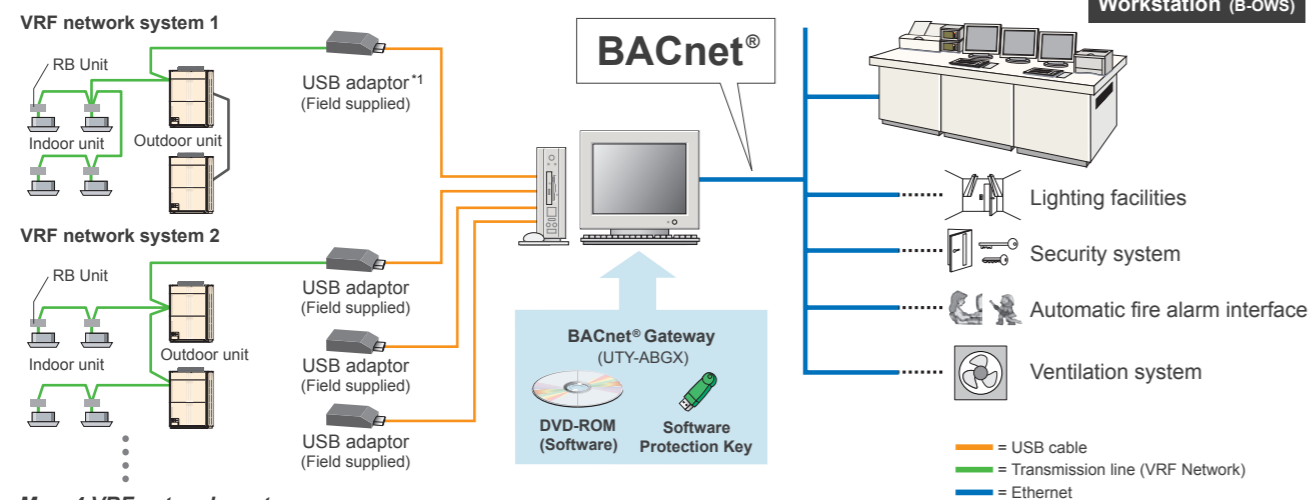 Workstation (B-OWS)
VRF network system 1
RB Unit
Indoor unit
Outdoor unit
USB adaptor*1
(Field supplied)
BACnet®
VRF network system 2
RB Unit
Indoor unit
Outdoor unit
USB adaptor
(Field supplied)
USB adaptor
(Field supplied)
USB adaptor
(Field supplied)
BACnet® Gateway
(UTY-ABGX)
DVD-ROM
(Software)
Software
Protection Key
Lighting facilities
Security system
Automatic fire alarm interface
Ventilation system
= USB cable
= Transmission line (VRF Network)
= Ethernet